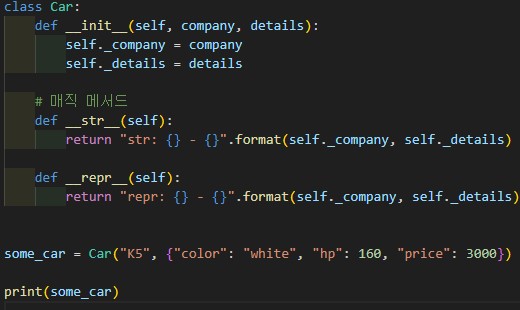 class Car:
    def __init__(self, company, details):
        self._company = company
        self._details = details
    # 매직 메서드
    def __str__(self):
        return "str: {} - {}".format(self._company, self._details)
    def __repr__(self):
        return "repr: {} - {}".format(self._company, self._details)
some_car = Car("K5", {"color": "white", "hp": 160, "price": 3000})
print(some_car)